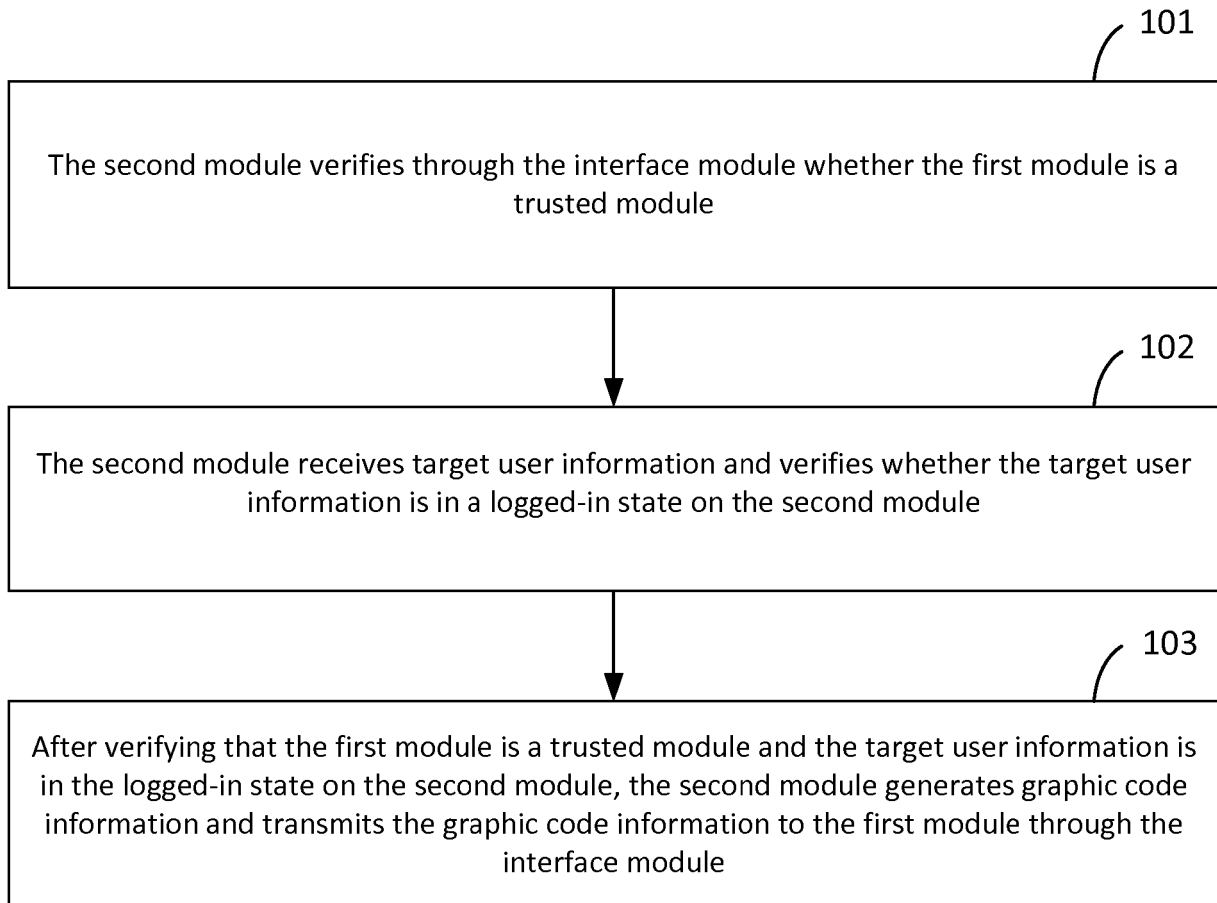 101
The second module verifies through the interface module whether the first module is a
trusted module
102
The second module receives target user information and verifies whether the target user
information is in a logged-in state on the second module
103
After verifying that the first module is a trusted module and the target user information is
in the logged-in state on the second module, the second module generates graphic code
information and transmits the graphic code information to the first module through the
interface module